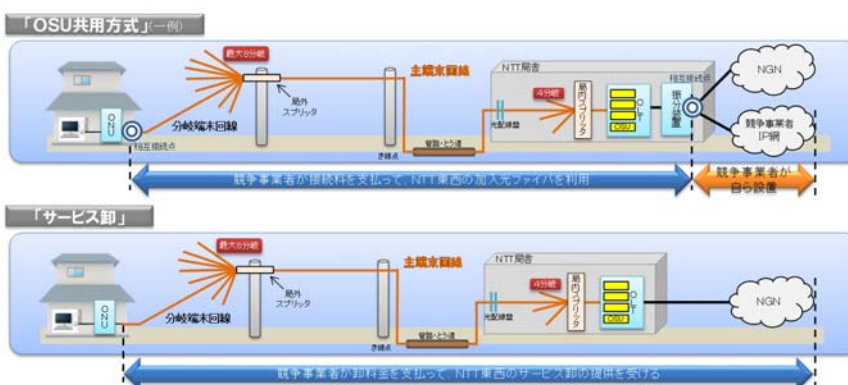 「OSU共用方式」(一例)
最大8分岐
主端末回線
NTT局舎
相互接続点
NGN
局外
スプリッタ
4分岐
局内スプリッタ
OLT
OSU
振分装置
ONU
分岐端末回線
相互接続点
光配線盤
競争事業者
IP網
き線点
管路・とう道
競争事業者が接続料を支払って、NTT東西の加入光ファイバを利用
競争事業者が
自ら設置
「サービス卸」
最大8分岐
主端末回線
NTT局舎
局外
スプリッタ
4分岐
局内スプリッタ
OLT
OSU
NGN
ONU
分岐端末回線
光配線盤
き線点
管路・とう道
競争事業者が卸料金を支払って、NTT東西のサービス卸の提供を受ける